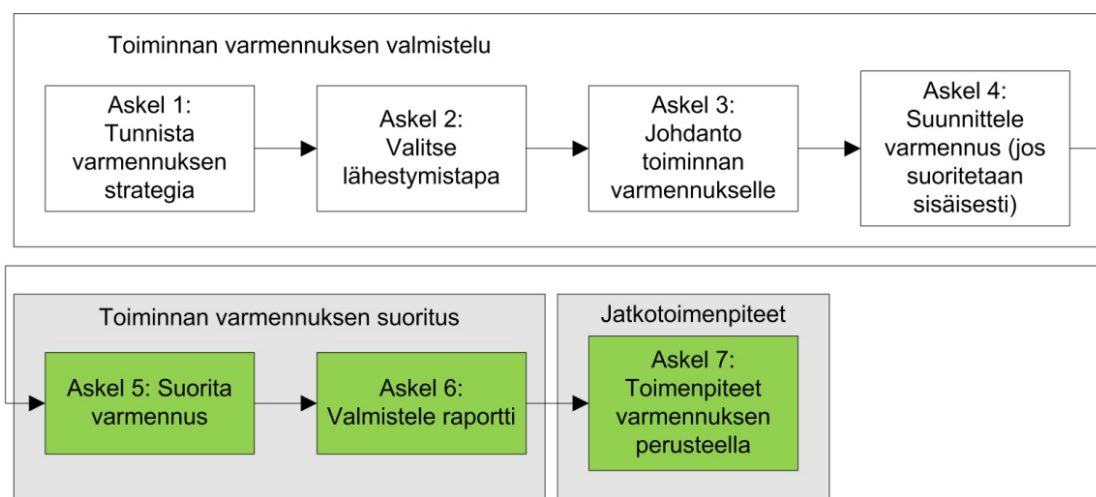 Toiminnan varmennuksen valmistelu
Askel 1:
Tunnista
varmennuksen
strategia
Askel 2:
Valitse
lähestymistapa
Askel 3:
Johdanto
toiminnan
varmennukselle
Askel 4:
Suunnittele
varmennus (jos
suoritetaan
sisäisesti)
Toiminnan varmennuksen suoritus
Askel 5: Suorita
varmennus
Askel 6:
Valmistele raportti
Jatkotoimenpiteet
Askel 7:
Toimenpiteet
varmennuksen
perusteella